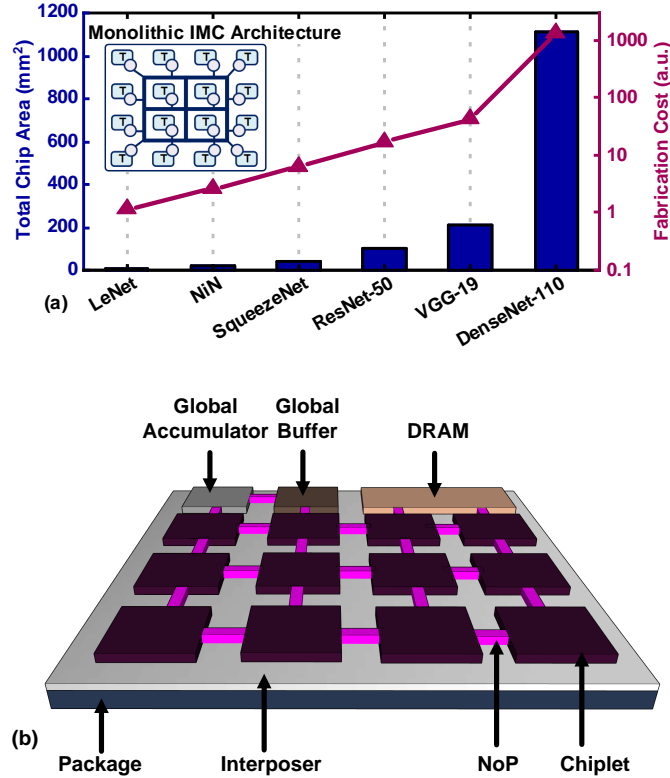 Monolithic IMC Architecture
T T T T
T T T T
T T T T
T T T T
Total Chip Area (mm²)
1200
1000
800
600
400
200
0
Fabrication Cost (a.u.)
1000
100
10
1
0.1
LeNet
NiN
SqueezeNet
ResNet-50
VGG-19
DenseNet-110
(a)
Global
Accumulator
Global
Buffer
DRAM
(b)
Package
Interposer
NoP
Chiplet